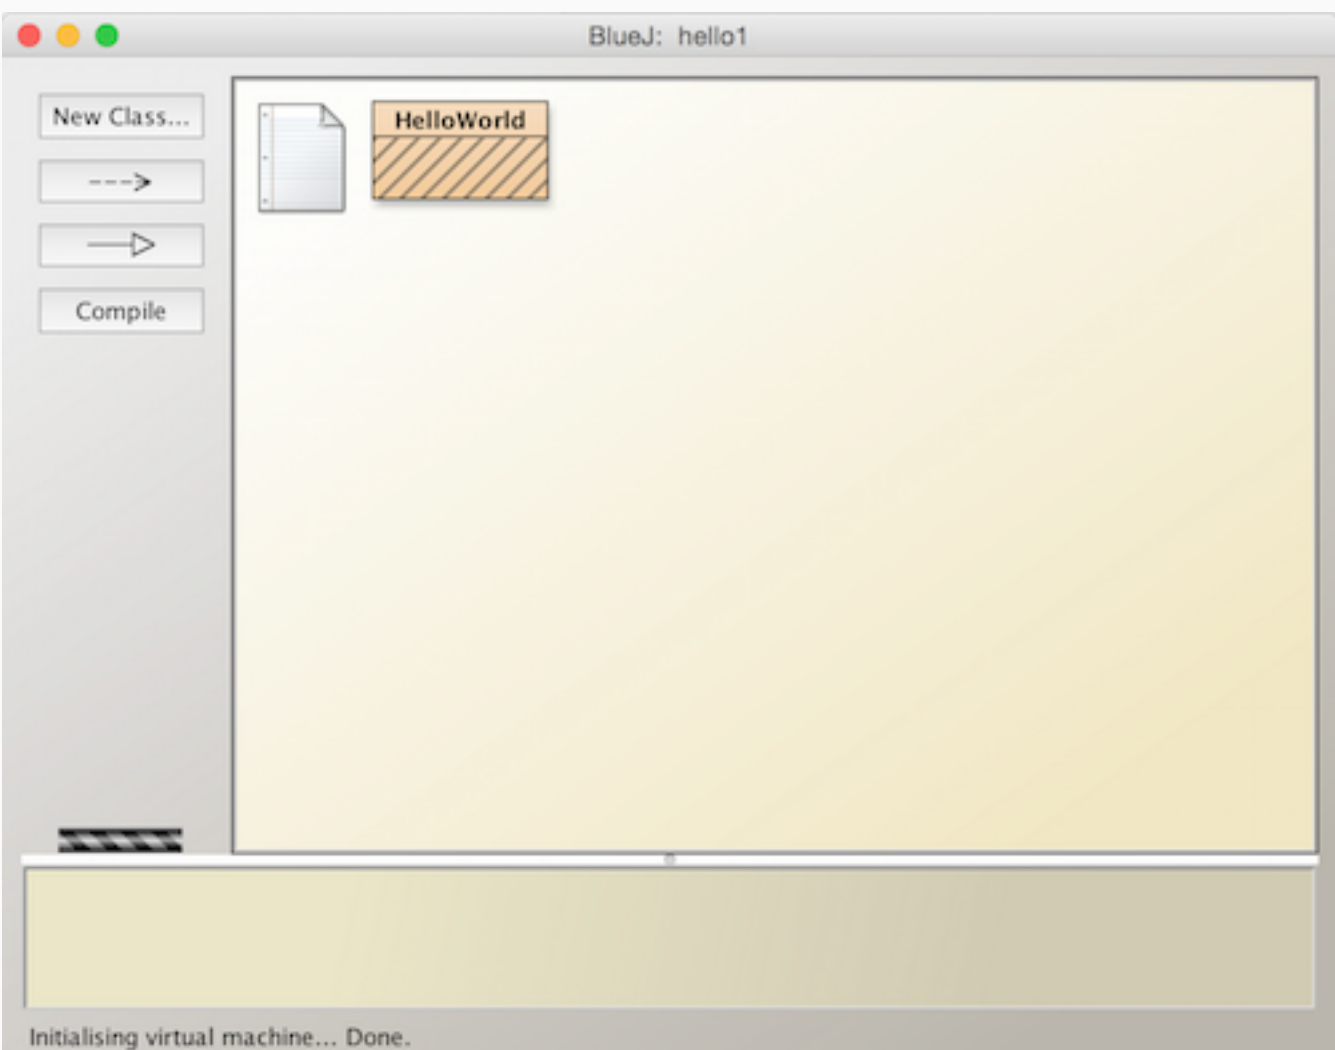 BlueJ: hello1
New Class...
Compile
HelloWorld
Initialising virtual machine... Done.